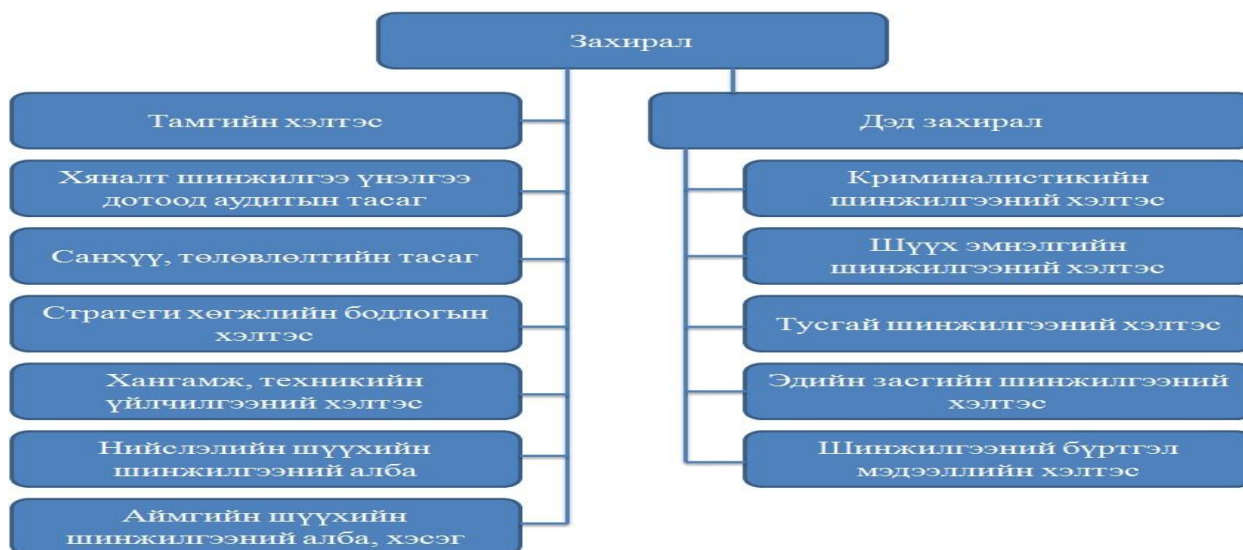 Захирал
Тамгийн хэлтэс
Хяналт шинжилгээ үнэлгээ
дотоод аудитын тасаг
Санхүү, төлөвлөлтийн тасаг
Стратеги хөгжлийн бодлогын
хэлтэс
Хангамж, техникийн
үйлчилгээний хэлтэс
Нийслэлийн шүүхийн
шинжилгээний алба
Аймгийн шүүхийн
шинжилгээний алба, хэсэг
Дэд захирал
Криминалистикийн
шинжилгээний хэлтэс
Шүүх эмнэлгийн
шинжилгээний хэлтэс
Тусгай шинжилгээний хэлтэс
Эдийн засгийн шинжилгээний
хэлтэс
Шинжилгээний бүртгэл
мэдээллийн хэлтэс